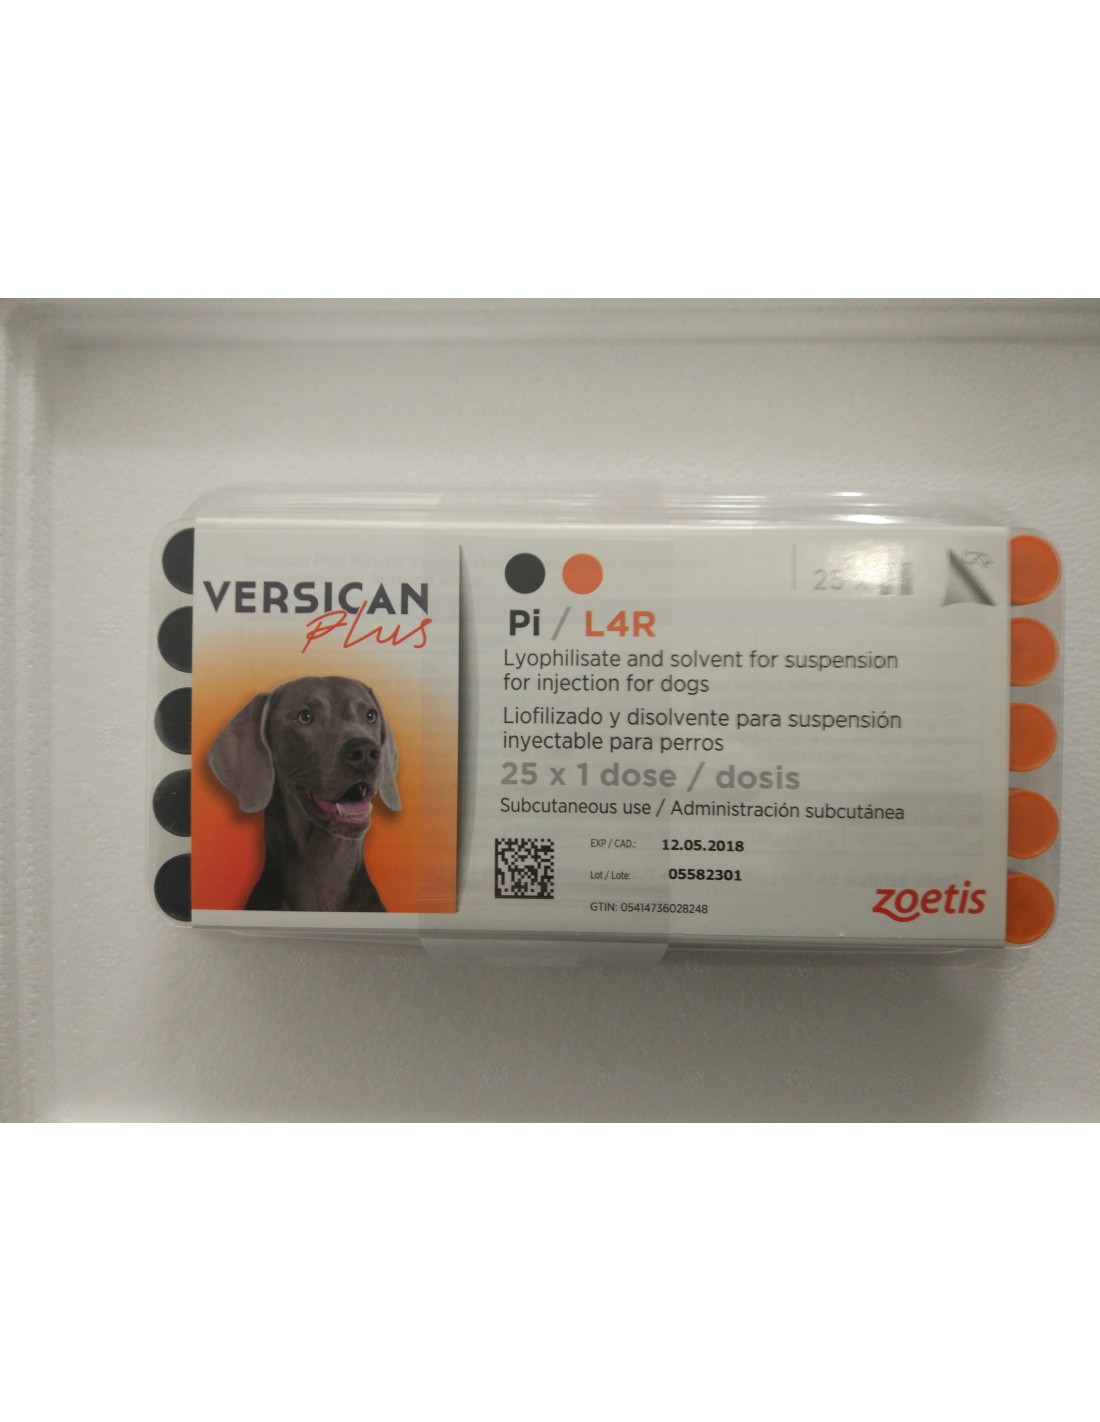 VERSICAN
Plus
Pi / L4R
25 x
Lyophilisate and solvent for suspension
for injection for dogs
Liofilizado y disolvente para suspensión
inyectable para perros
25 x 1 dose / dosis
Subcutaneous use / Administración subcutánea
EXP / CAD.: 12.05.2018
Lot / Lote: 05582301
GTIN: 05414736028248
zoetis